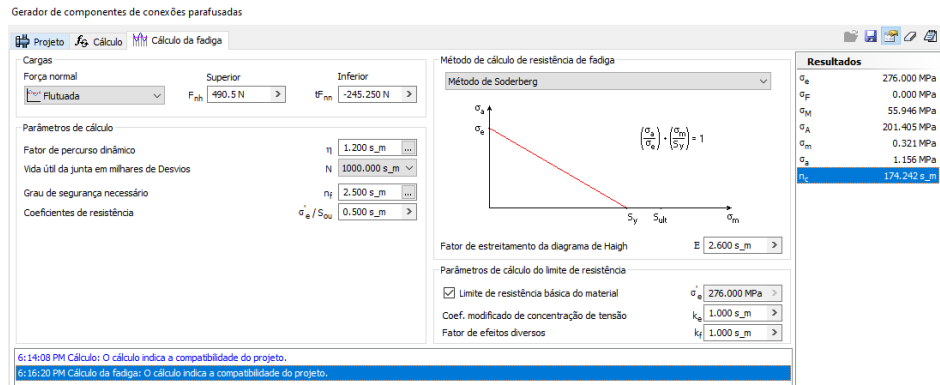 Gerador de componentes de conexões parafusadas
Projeto Cálculo Cálculo da fadiga
Cargas
Força normal Superior Inferior
Flutuada Fnh 490.5 N > tFnn -245.250 N >
Parâmetros de cálculo
Fator de percurso dinâmico η 1.200 s_m ...
Vida útil da junta em milhares de Desvios N 1000.000 s_m
Grau de segurança necessário nf 2.500 s_m ...
Coeficientes de resistência σ'e / Sou 0.500 s_m >
Método de cálculo de resistência de fadiga
Método de Soderberg
σa
σe
(σa/σe) · (σm/Sy) = 1
Sy Sult σm
Fator de estreitamento da diagrama de Haigh E 2.600 s_m >
Parâmetros de cálculo do limite de resistência
Limite de resistência básica do material σ'e 276.000 MPa >
Coef. modificado de concentração de tensão ke 1.000 s_m >
Fator de efeitos diversos kf 1.000 s_m >
Resultados
σe 276.000 MPa
σF 0.000 MPa
σM 55.946 MPa
σA 201.405 MPa
σm 0.321 MPa
σa 1.156 MPa
nc 174.242 s_m
6:14:08 PM Cálculo: O cálculo indica a compatibilidade do projeto.
6:16:20 PM Cálculo da fadiga: O cálculo indica a compatibilidade do projeto.